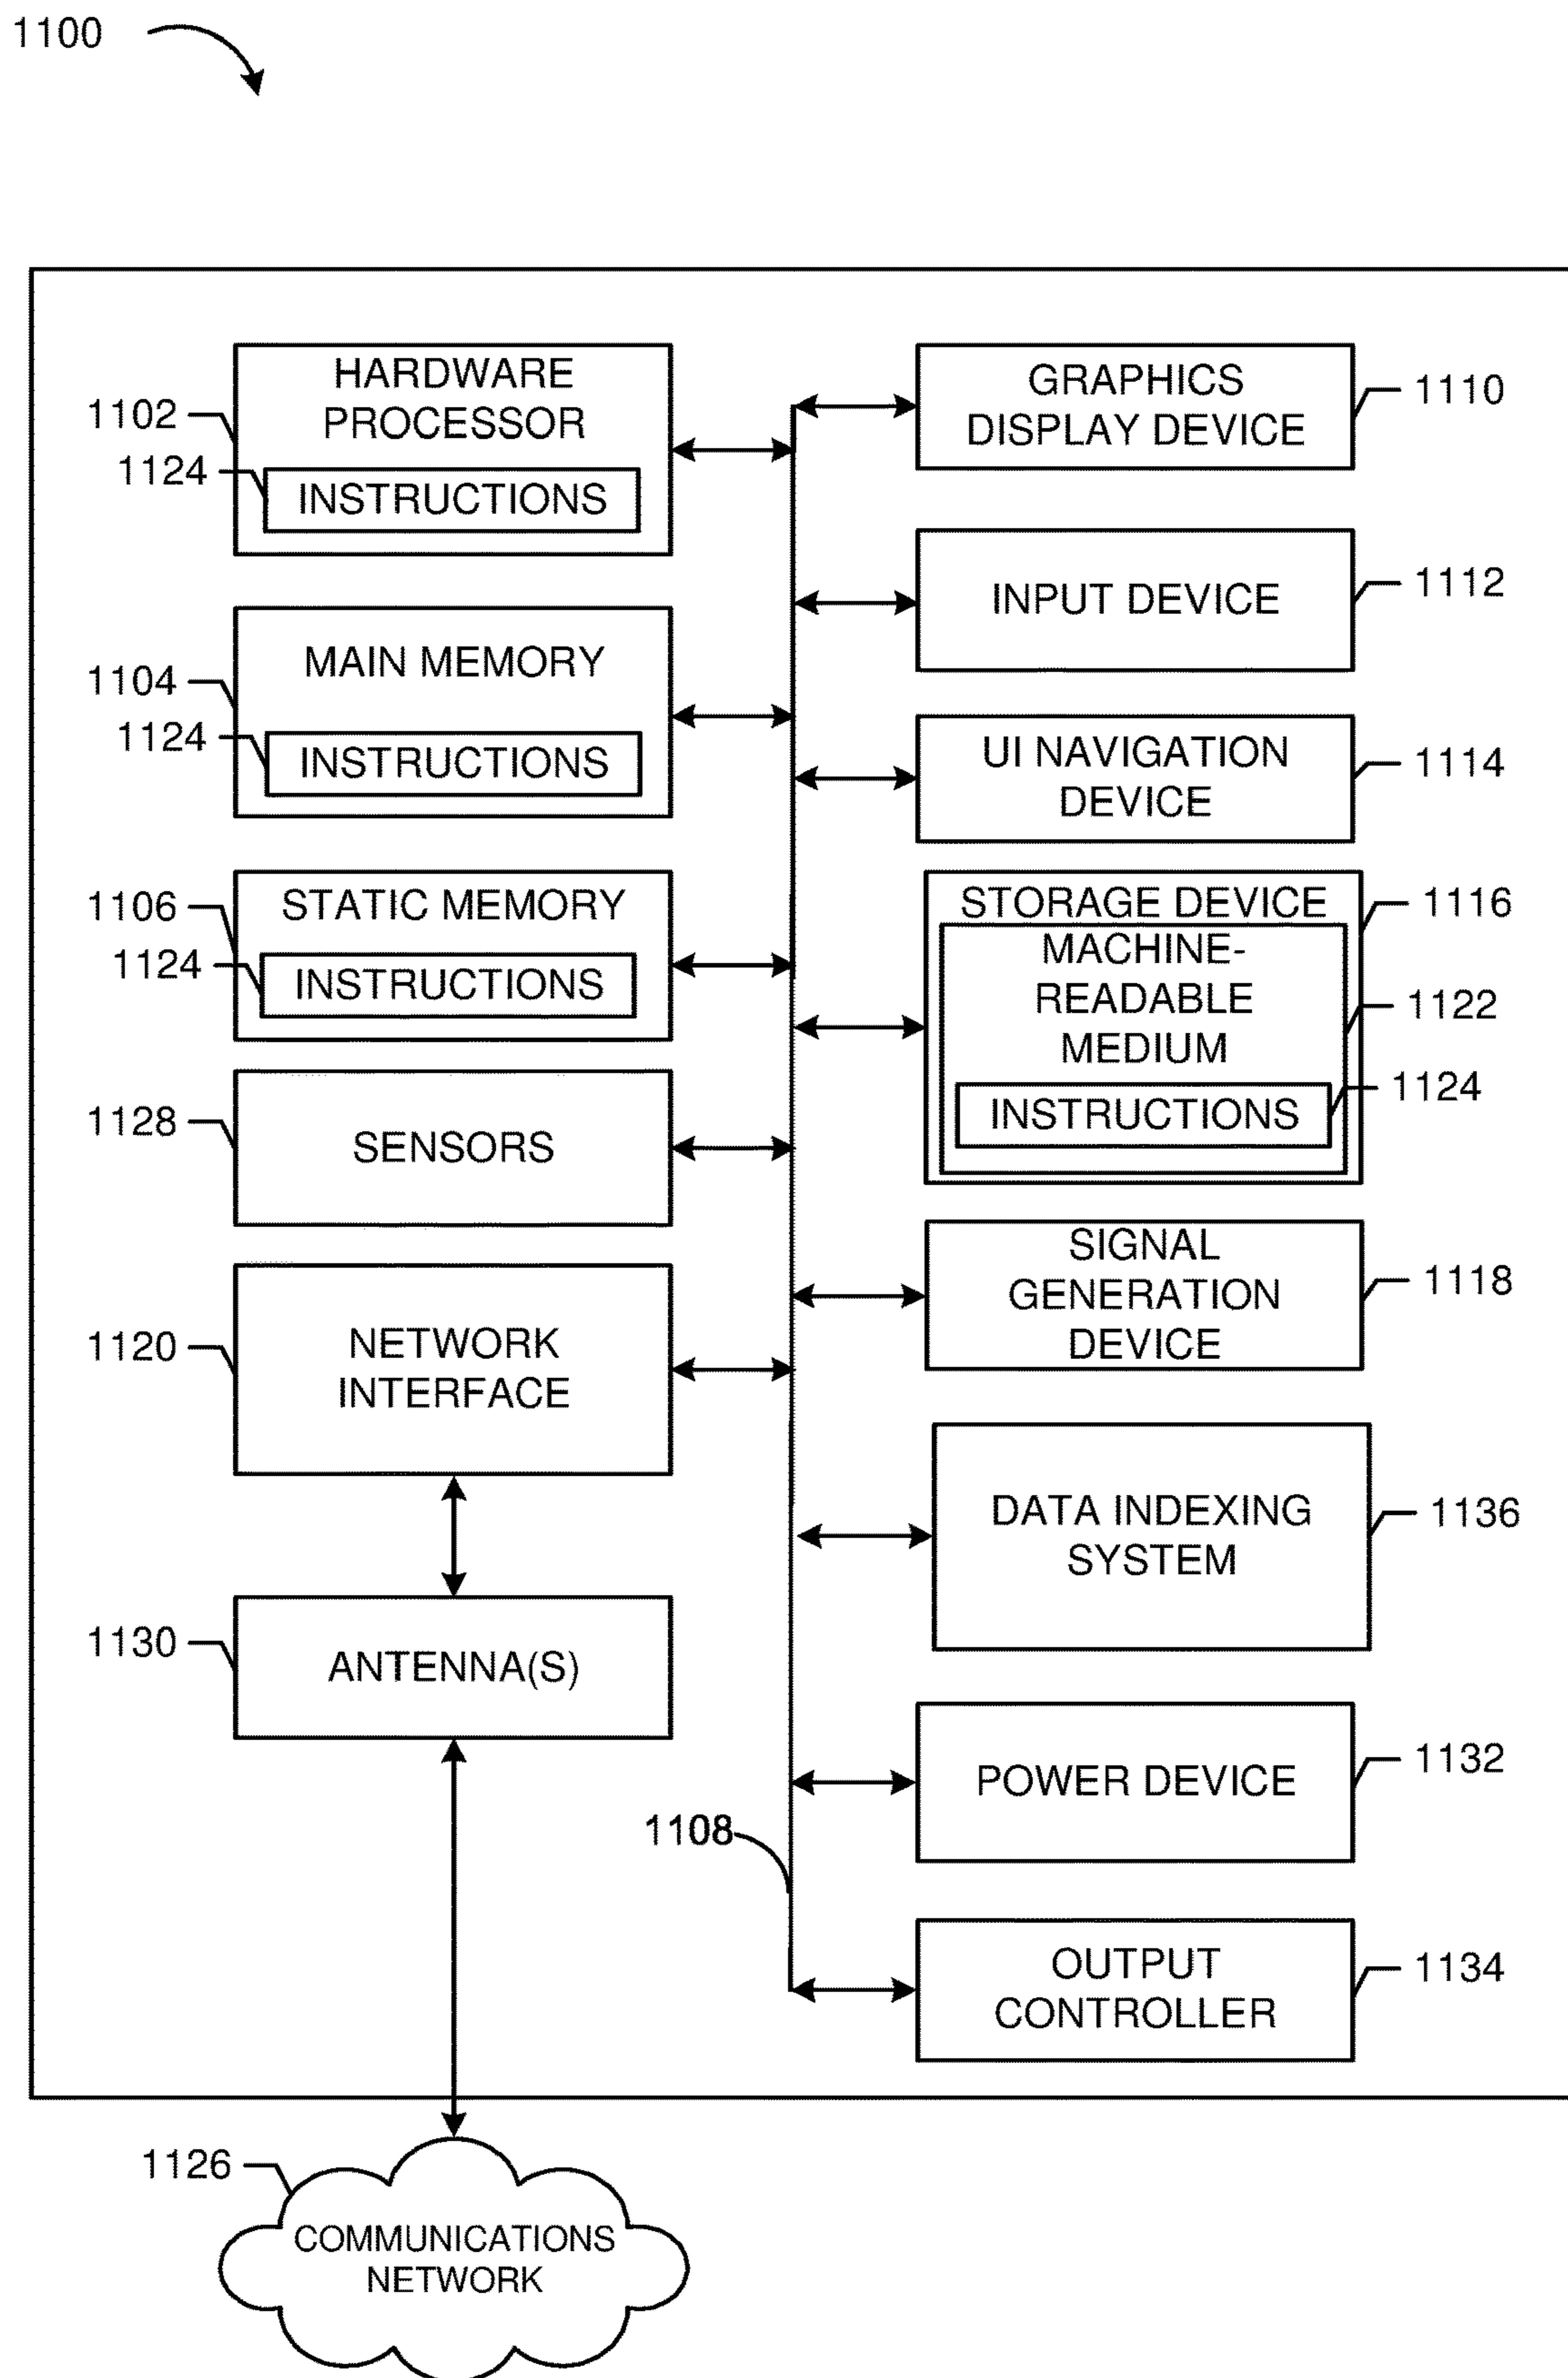 1100
HARDWARE
PROCESSOR
1102
1124
INSTRUCTIONS
MAIN MEMORY
1104
1124
INSTRUCTIONS
STATIC MEMORY
1106
1124
INSTRUCTIONS
1128
SENSORS
1120
NETWORK
INTERFACE
1130
ANTENNA(S)
1108
GRAPHICS
DISPLAY DEVICE
1110
INPUT DEVICE
1112
UI NAVIGATION
DEVICE
1114
STORAGE DEVICE
1116
MACHINE-
READABLE
MEDIUM
1122
INSTRUCTIONS
1124
SIGNAL
GENERATION
DEVICE
1118
DATA INDEXING
SYSTEM
1136
POWER DEVICE
1132
OUTPUT
CONTROLLER
1134
1126
COMMUNICATIONS
NETWORK